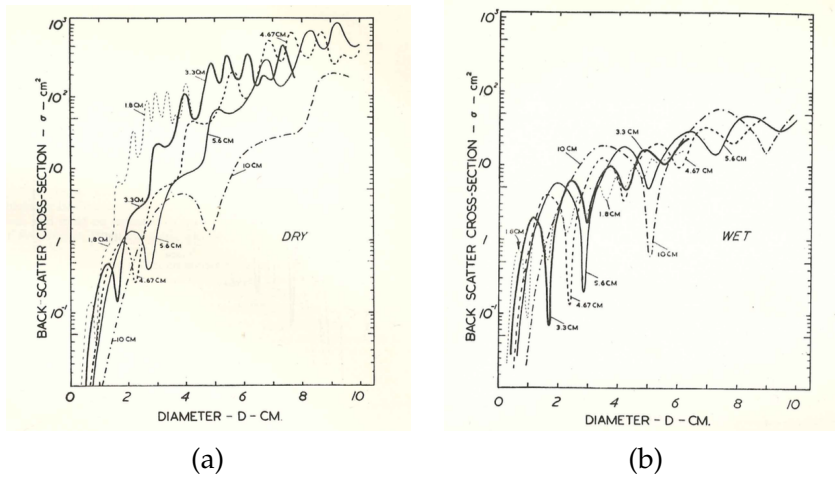 BACK SCATTER CROSS-SECTION - σ - cm²
10³
10²
10
1
10⁻¹
4.67 CM
3.3 CM
1.8 CM
5.6 CM
10 CM
3.3 CM
DRY
1.8 CM
5.6 CM
4.67 CM
10 CM
0 2 4 6 8 10
DIAMETER - D - CM.
(a)
BACK SCATTER CROSS-SECTION - σ - cm²
10³
10²
10
1
10⁻¹
3.3 CM
10 CM
5.6 CM
4.67 CM
1.8 CM
1.8 CM
WET
10 CM
5.6 CM
4.67 CM
3.3 CM
0 2 4 6 8 10
DIAMETER - D - CM.
(b)